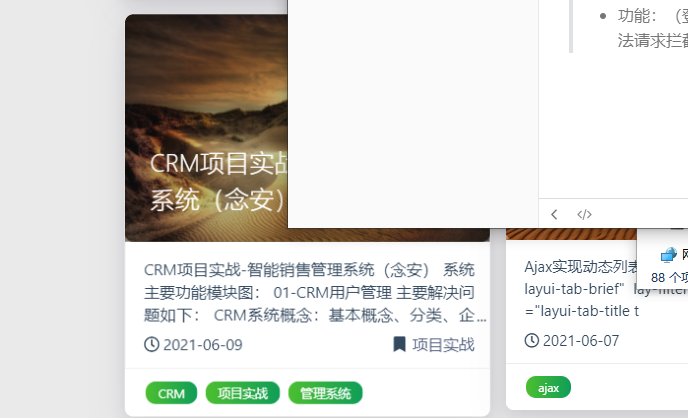 功能：（
法请求拦
CRM项目实战
系统（念安）
CRM项目实战-智能销售管理系统（念安） 系统
主要功能模块图： 01-CRM用户管理 主要解决问
题如下： CRM系统概念：基本概念、分类、企...
2021-06-09
项目实战
CRM
项目实战
管理系统
88 个
Ajax实现动态列表
layui-tab-brief" lay-filter
="layui-tab-title t
2021-06-07
ajax